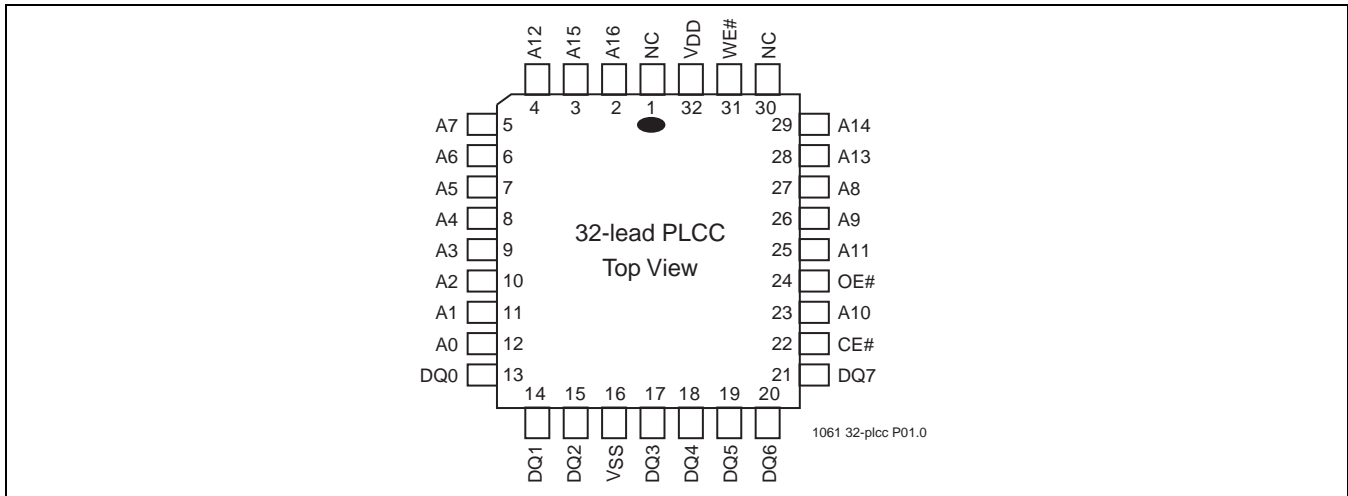 A12 A15 A16 NC VDD WE# NC
4 3 2 1 32 31 30
A7 5 29 A14
A6 6 28 A13
A5 7 27 A8
A4 8 26 A9
A3 9 25 A11
A2 10 24 OE#
A1 11 23 A10
A0 12 22 CE#
DQ0 13 21 DQ7
32-lead PLCC
Top View
14 15 16 17 18 19 20
DQ1 DQ2 VSS DQ3 DQ4 DQ5 DQ6
1061 32-plcc P01.0